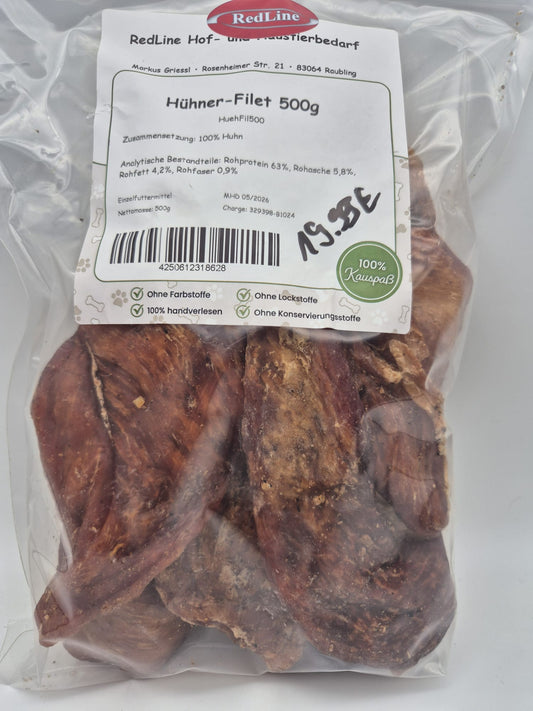 RedLine
RedLine Hof- und Haustierbedarf
Markus Griessl • Rosenheimer Str. 21 • 83064 Raubling
Hühner-Filet 500g
HuehFil500
Zusammensetzung: 100% Huhn
Analytische Bestandteile: Rohprotein 63%, Rohasche 5,8%,
Rohfett 4,2%, Rohfaser 0,9%
Einzelfuttermittel MHD 05/2026
Nettomasse: 500g Charge: 329398-81024
19.99€
4250612318628
100%
Kauspaß
Ohne Farbstoffe Ohne Lockstoffe
100% handverlesen Ohne Konservierungsstoffe